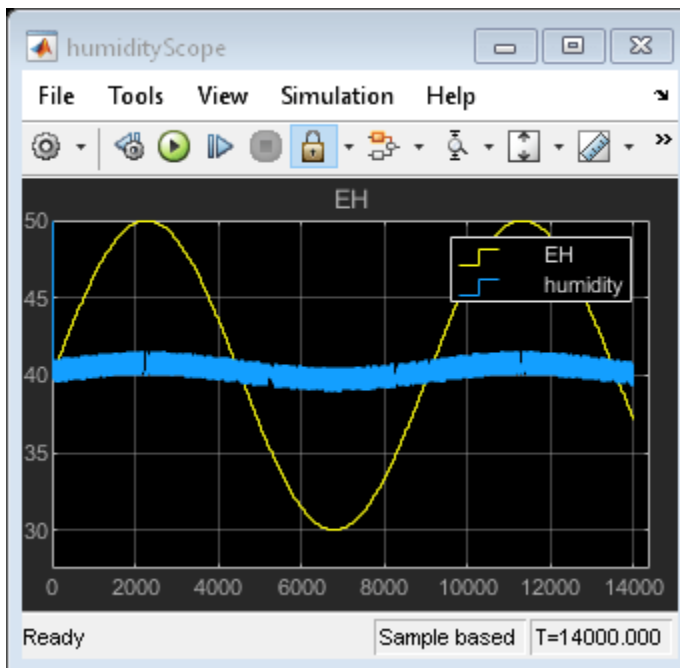 humidityScope
File Tools View Simulation Help
EH
50
45
40
35
30
EH
humidity
0 2000 4000 6000 8000 10000 12000 14000
Ready
Sample based T=14000.000